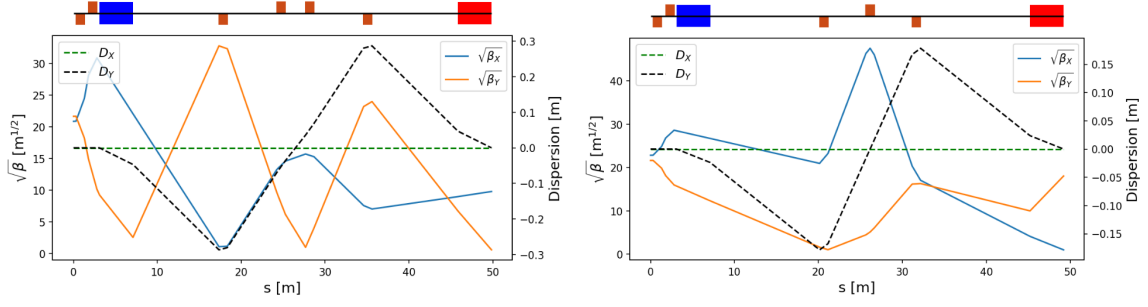 D_X
D_Y
√β_X
√β_Y
30
25
20
15
10
5
0
√β [m^{1/2}]
0.3
0.2
0.1
0.0
−0.1
−0.2
−0.3
Dispersion [m]
0 10 20 30 40 50
s [m]
D_X
D_Y
√β_X
√β_Y
40
30
20
10
0
√β [m^{1/2}]
0.15
0.10
0.05
0.00
−0.05
−0.10
−0.15
Dispersion [m]
0 10 20 30 40 50
s [m]